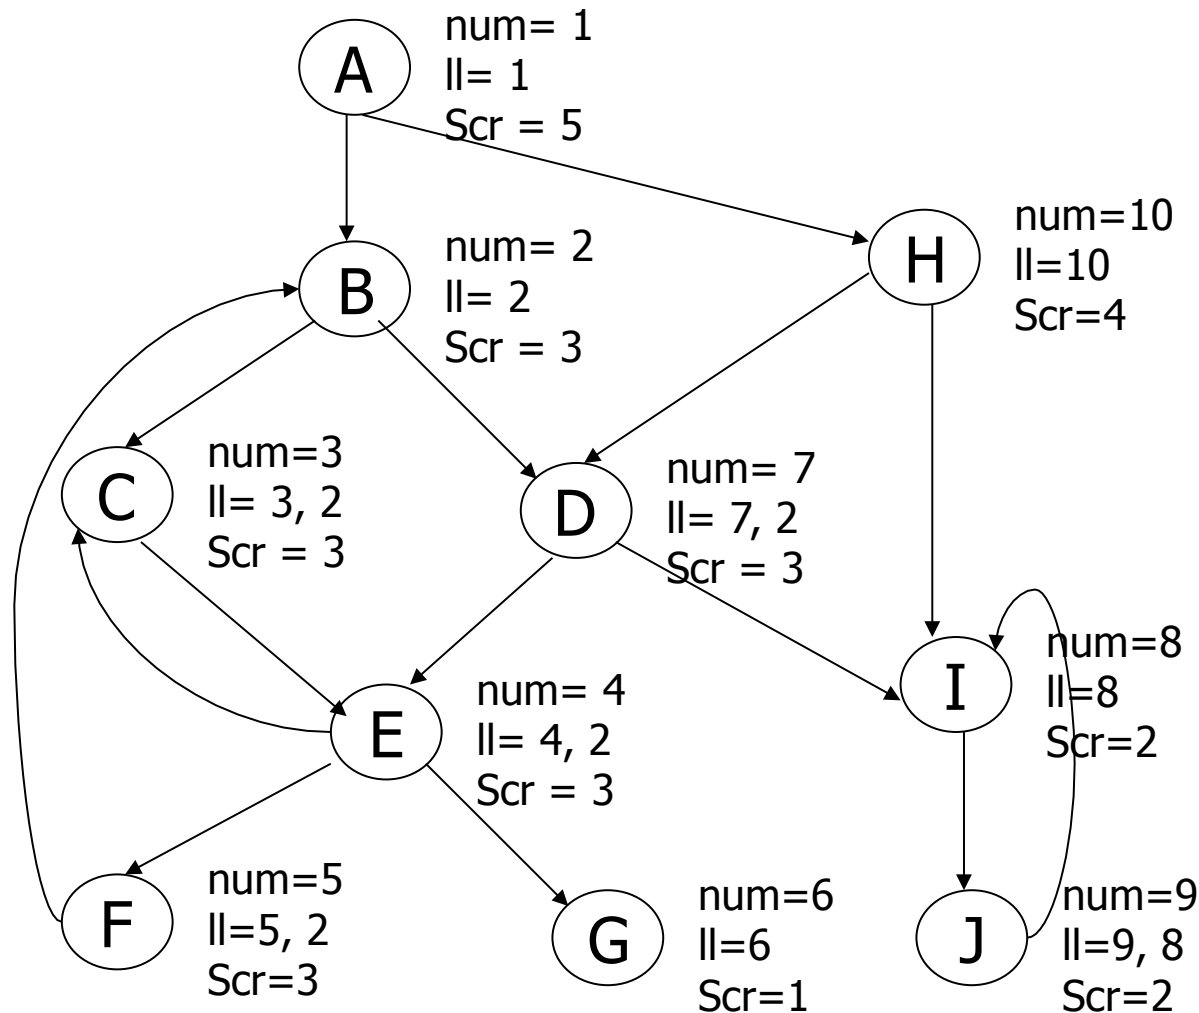 A
num= 1
ll= 1
Scr = 5
H
num=10
ll=10
Scr=4
B
num= 2
ll= 2
Scr = 3
C
num=3
ll= 3, 2
Scr = 3
D
num= 7
ll= 7, 2
Scr = 3
I
num=8
ll=8
Scr=2
E
num= 4
ll= 4, 2
Scr = 3
F
num=5
ll=5, 2
Scr=3
G
num=6
ll=6
Scr=1
J
num=9
ll=9, 8
Scr=2